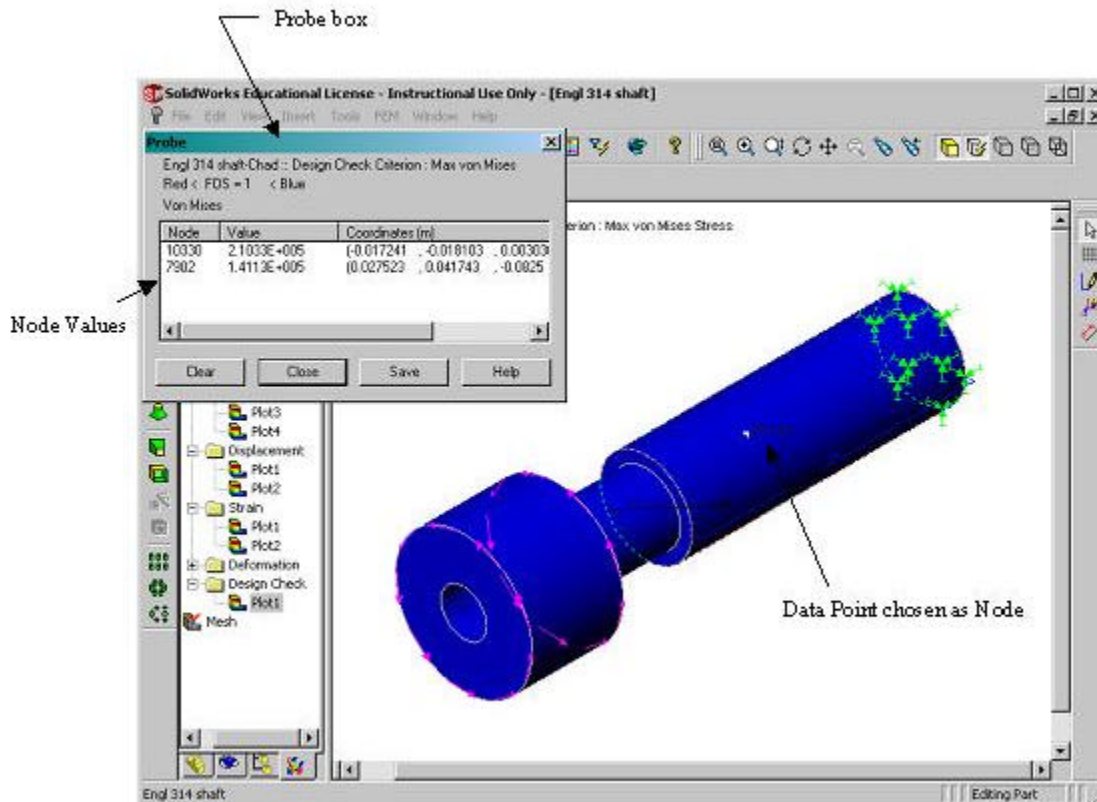 Probe box
SolidWorks Educational License - Instructional Use Only - [Engl 314 shaft]
File Edit View Insert Tools FEM Window Help
Probe
Engl 314 shaft-Chad :: Design Check Criterion : Max von Mises
Red < FOS = 1 < Blue
Von Mises
Node Value Coordinates (m)
10330 2.1033E+005 (-0.017241 , -0.018103 , 0.003030
7902 1.4113E+005 (0.027523 , 0.041743 , -0.0825
Clear Close Save Help
erion : Max von Mises Stress
Node Values
Plot3
Plot4
Displacement
Plot1
Plot2
Strain
Plot1
Plot2
Deformation
Design Check
Plot1
Mesh
Data Point chosen as Node
Engl 314 shaft
Editing Part